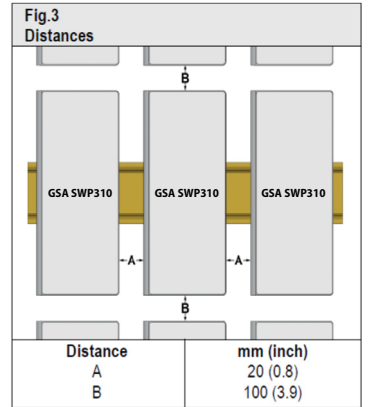 Fig.3
Distances
B
GSA SWP310 GSA SWP310 GSA SWP310
A A
B
Distance mm (inch)
A 20 (0.8)
B 100 (3.9)